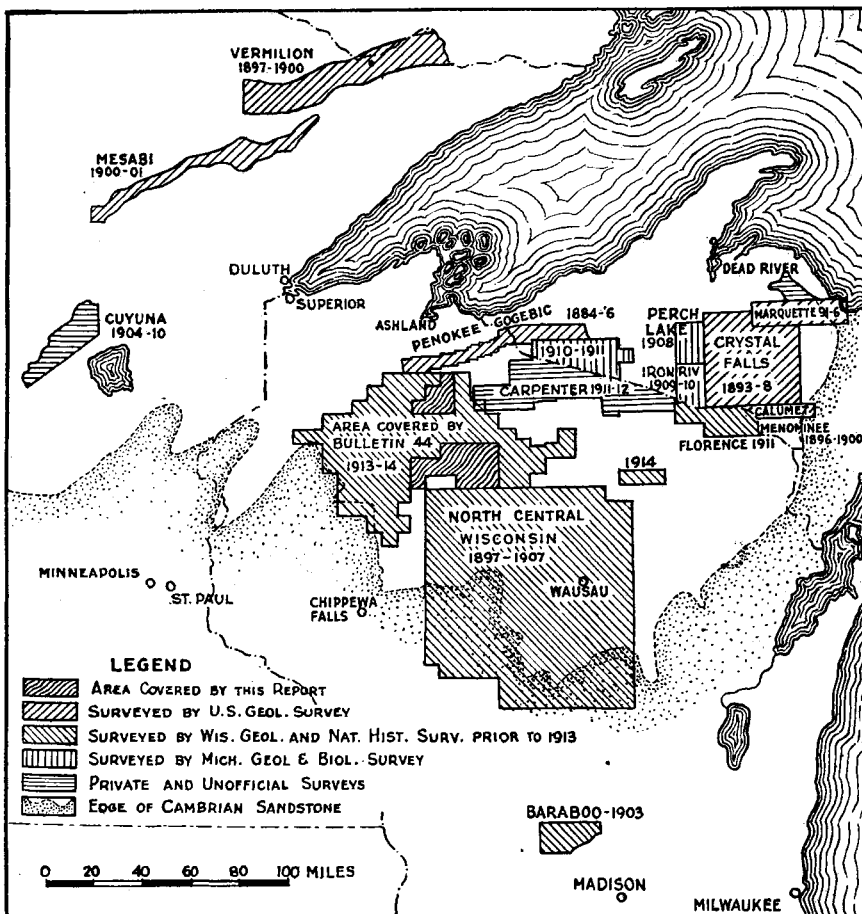 VERMILION
1897-1900
MESABI
1900-01
DULUTH
SUPERIOR
CUYUNA
1904-10
ASHLAND
PENOKEE - GOGEBIC
1884-'6
DEAD RIVER
MARQUETTE 91-6
PERCH
LAKE
1908
CRYSTAL
FALLS
1893-8
1910-1911
IRON RIV
1909-10
CARPENTER 1911-12
CALUMET
MENOMINEE
1896-1900
FLORENCE 1911
AREA COVERED BY
BULLETIN 44
1913-14
1914
NORTH CENTRAL
WISCONSIN
1897-1907
WAUSAU
MINNEAPOLIS
ST. PAUL
CHIPPEWA
FALLS
LEGEND
AREA COVERED BY THIS REPORT
SURVEYED BY U.S. GEOL. SURVEY
SURVEYED BY WIS. GEOL. AND NAT. HIST. SURV. PRIOR TO 1913
SURVEYED BY MICH. GEOL & BIOL. SURVEY
PRIVATE AND UNOFFICIAL SURVEYS
EDGE OF CAMBRIAN SANDSTONE
BARABOO-1903
0 20 40 60 80 100 MILES
MADISON
MILWAUKEE